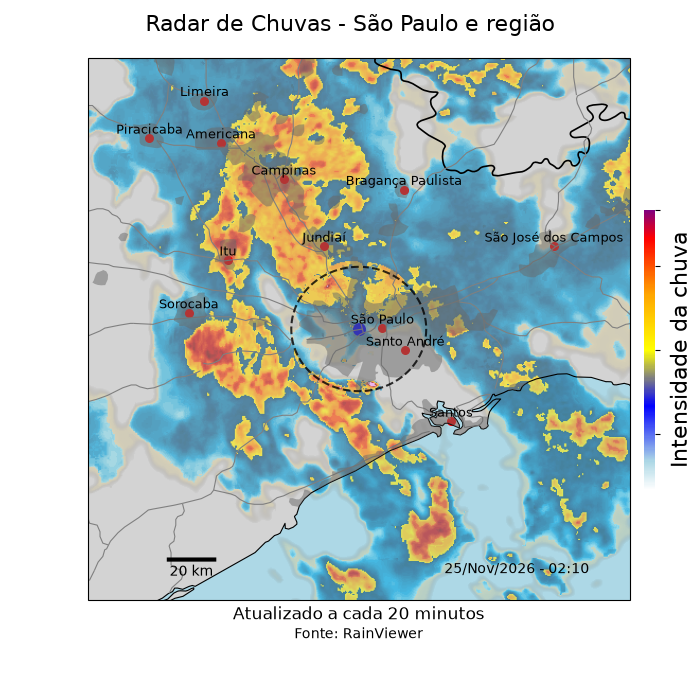 Radar de Chuvas - São Paulo e região
Limeira
Piracicaba
Americana
Campinas
Bragança Paulista
Jundiaí
São José dos Campos
Itu
Sorocaba
São Paulo
Santo André
Santos
20 km
25/Nov/2026 - 02:10
Intensidade da chuva
Atualizado a cada 20 minutos
Fonte: RainViewer